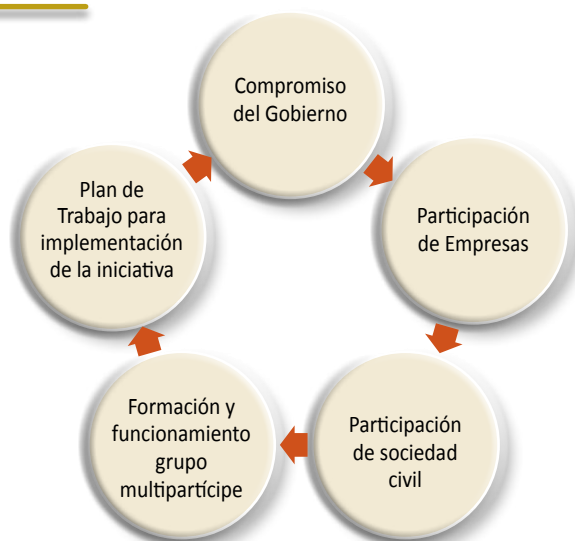 Compromiso
del Gobierno
Participación
de Empresas
Participación
de sociedad
civil
Formación y
funcionamiento
grupo
multipartícipe
Plan de
Trabajo para
implementación
de la iniciativa